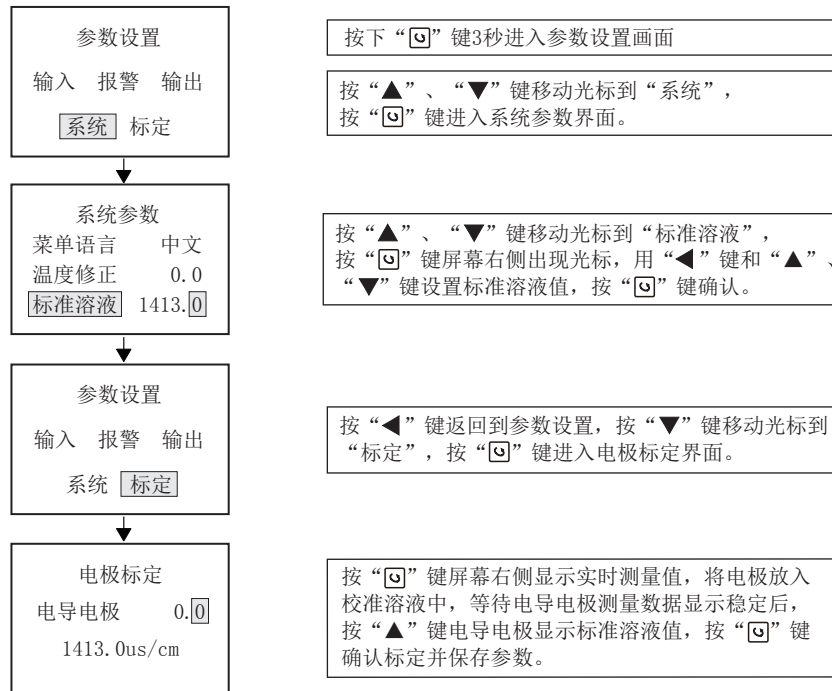 参数设置
输入 报警 输出
系统 标定
按下“”键3秒进入参数设置画面
按“▲”、“▼”键移动光标到“系统”，
按“”键进入系统参数界面。
系统参数
菜单语言 中文
温度修正 0.0
标准溶液 1413.0
按“▲”、“▼”键移动光标到“标准溶液”，
按“”键屏幕右侧出现光标，用“◀”键和“▲”、
“▼”键设置标准溶液值，按“”键确认。
参数设置
输入 报警 输出
系统 标定
按“◀”键返回到参数设置，按“▼”键移动光标到
“标定”，按“”键进入电极标定界面。
电极标定
电导电极 0.0
1413.0us/cm
按“”键屏幕右侧显示实时测量值，将电极放入
校准溶液中，等待电导电极测量数据显示稳定后，
按“▲”键电导电极显示标准溶液值，按“”键
确认标定并保存参数。